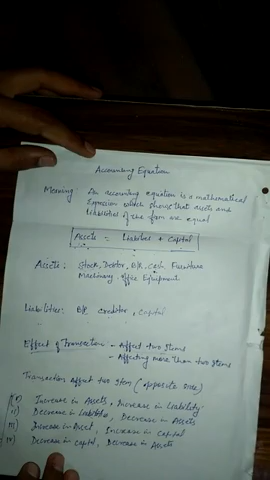 Accounting Equation
Meaning: An accounting equation is a mathematical
Expression which shows that assets and
liabilities of the firm are equal
Assets = Liabilities + Capital
Assets: Stock, Debtor, B/R, Cash, Furniture
Machinery, office Equipment
Liabilities: B/P, creditor, capital
Effect of Transaction - Affect two items
- Affecting more than two items
Transaction affect two item (opposite side)
i) Increase in Assets, Increase in liability
ii) Decrease in Liabilities, Decrease in Assets
iii) Increase in Asset, Increase in Capital
iv) Decrease in capital, Decrease in Assets